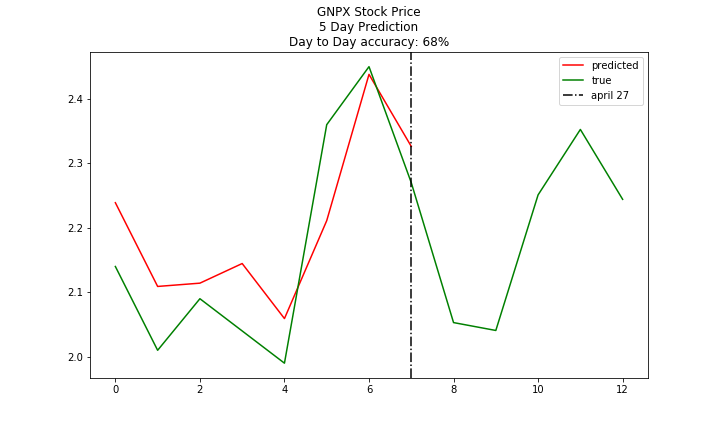 GNPX Stock Price
5 Day Prediction
Day to Day accuracy: 68%
predicted
true
april 27
2.4
2.3
2.2
2.1
2.0
0 2 4 6 8 10 12